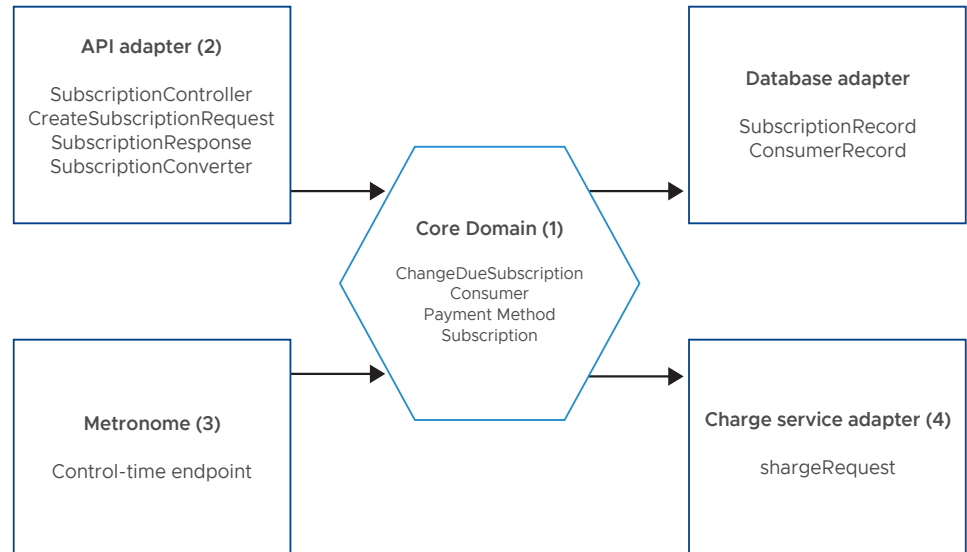 API adapter (2)
SubscriptionController
CreateSubscriptionRequest
SubscriptionResponse
SubscriptionConverter
Database adapter
SubscriptionRecord
ConsumerRecord
Core Domain (1)
ChangeDueSubscription
Consumer
Payment Method
Subscription
Metronome (3)
Control-time endpoint
Charge service adapter (4)
shargeRequest